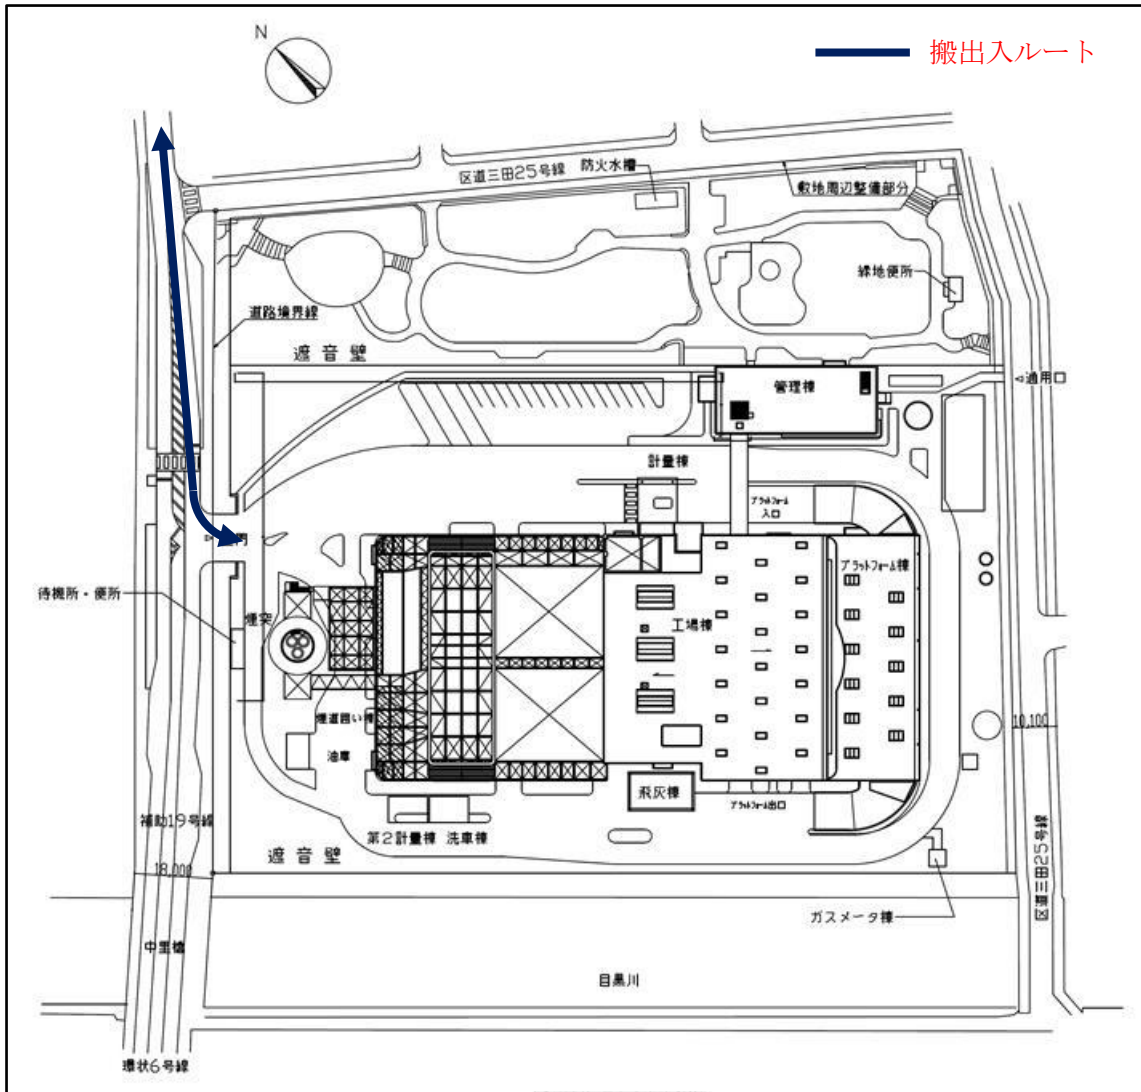 N
搬出入ルート
区道三田25号線
防火水槽
敷地周辺整備部分
緑地便所
道路境界線
遮音壁
管理棟
通用口
計量棟
プラットフォーム
入口
プラットフォーム棟
待機所・便所
煙突
工場棟
煙道囲い棟
油庫
10,100
飛灰棟
プラットフォーム出口
補助19号線
第2計量棟
洗車棟
遮音壁
18,000
区道三田25号線
ガスメータ棟
中里橋
目黒川
環状6号線